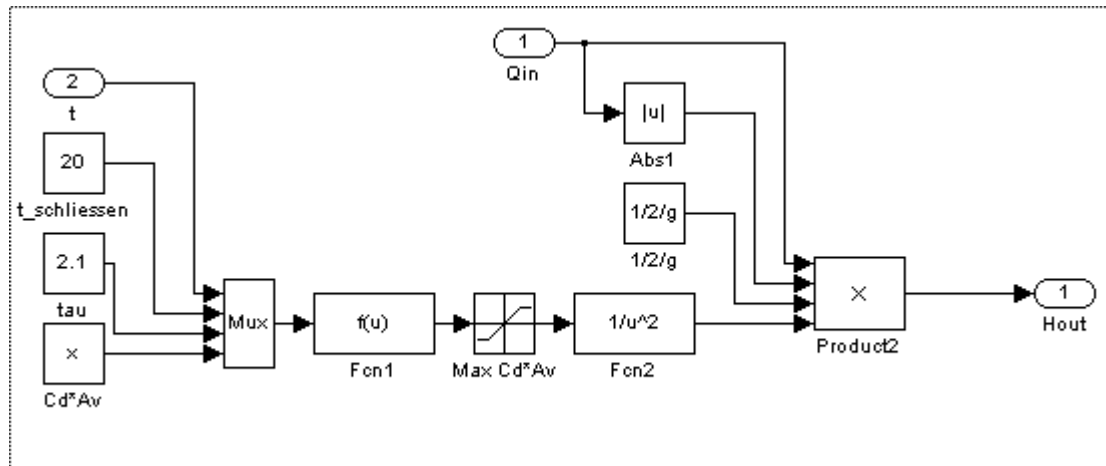 1
Qin
2
t
|u|
Abs1
20
t_schliessen
1/2/g
1/2/g
2.1
tau
Mux
f(u)
Fcn1
Max Cd*Av
1/u^2
Fcn2
×
Product2
1
Hout
×
Cd*Av